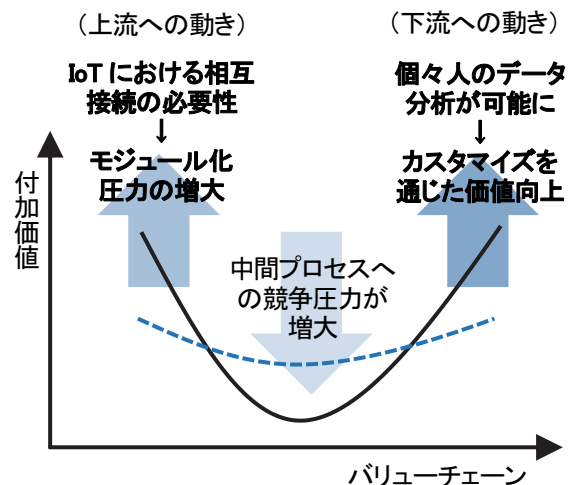 （上流への動き）
IoT における相互
接続の必要性
↓
モジュール化
圧力の増大
（下流への動き）
個々人のデータ
分析が可能に
↓
カスタマイズを
通じた価値向上
付加価値
中間プロセスへ
の競争圧力が
増大
バリューチェーン